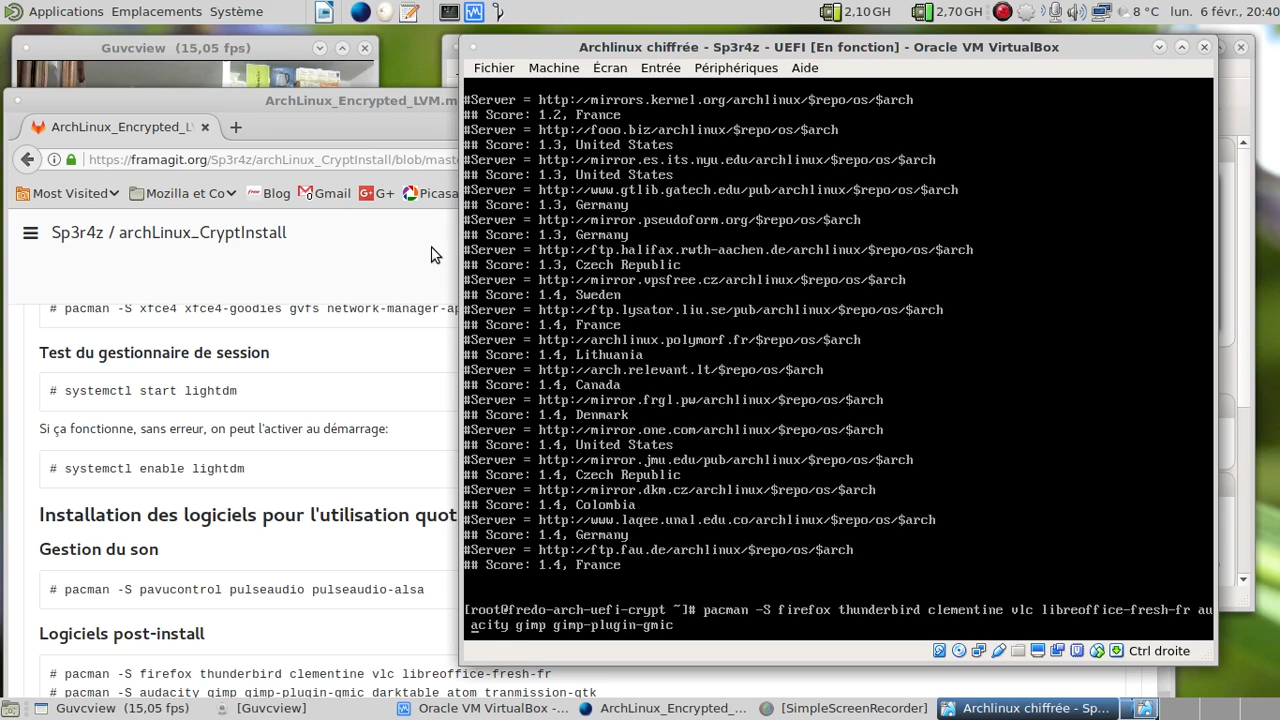 Applications Emplacements Système
2,10 GH
2,70 GH
8 °C
lun. 6 févr., 20:40
Guvcview (15,05 fps)
Archlinux chiffrée - Sp3r4z - UEFI [En fonction] - Oracle VM VirtualBox
Fichier Machine Écran Entrée Périphériques Aide
ArchLinux_Encrypted_LVM.m
ArchLinux_Encrypted_L
https://framagit.org/Sp3r4z/archLinux_CryptInstall/blob/mast
Most Visited Mozilla et Co Blog Gmail G+ Picasa
Sp3r4z / archLinux_CryptInstall
# pacman -S xfce4 xfce4-goodies gvfs network-manager-ap
Test du gestionnaire de session
# systemctl start lightdm
Si ça fonctionne, sans erreur, on peut l'activer au démarrage:
# systemctl enable lightdm
Installation des logiciels pour l'utilisation quot
Gestion du son
# pacman -S pavucontrol pulseaudio pulseaudio-alsa
Logiciels post-install
# pacman -S firefox thunderbird clementine vlc libreoffice-fresh-fr
# pacman -S audacity gimp gimp-plugin-gmic darktable atom tranmission-gtk
#Server = http://mirrors.kernel.org/archlinux/$repo/os/$arch
## Score: 1.2, France
#Server = http://fooo.biz/archlinux/$repo/os/$arch
## Score: 1.3, United States
#Server = http://mirror.es.its.nyu.edu/archlinux/$repo/os/$arch
## Score: 1.3, United States
#Server = http://www.gtlib.gatech.edu/pub/archlinux/$repo/os/$arch
## Score: 1.3, Germany
#Server = http://mirror.pseudoform.org/$repo/os/$arch
## Score: 1.3, Germany
#Server = http://ftp.halifax.rwth-aachen.de/archlinux/$repo/os/$arch
## Score: 1.3, Czech Republic
#Server = http://mirror.vpsfree.cz/archlinux/$repo/os/$arch
## Score: 1.4, Sweden
#Server = http://ftp.lysator.liu.se/pub/archlinux/$repo/os/$arch
## Score: 1.4, France
#Server = http://archlinux.polymorf.fr/$repo/os/$arch
## Score: 1.4, Lithuania
#Server = http://arch.relevant.lt/$repo/os/$arch
## Score: 1.4, Canada
#Server = http://mirror.frgl.pw/archlinux/$repo/os/$arch
## Score: 1.4, Denmark
#Server = http://mirror.one.com/archlinux/$repo/os/$arch
## Score: 1.4, United States
#Server = http://mirror.jmu.edu/pub/archlinux/$repo/os/$arch
## Score: 1.4, Czech Republic
#Server = http://mirror.dkm.cz/archlinux/$repo/os/$arch
## Score: 1.4, Colombia
#Server = http://www.laqee.unal.edu.co/archlinux/$repo/os/$arch
## Score: 1.4, Germany
#Server = http://ftp.fau.de/archlinux/$repo/os/$arch
## Score: 1.4, France
[root@fredo-arch-uefi-crypt ~]# pacman -S firefox thunderbird clementine vlc libreoffice-fresh-fr au
acity gimp gimp-plugin-gmic
Ctrl droite
Guvcview (15,05 fps)
[Guvcview]
Oracle VM VirtualBox -...
ArchLinux_Encrypted_...
[SimpleScreenRecorder]
Archlinux chiffrée - Sp...